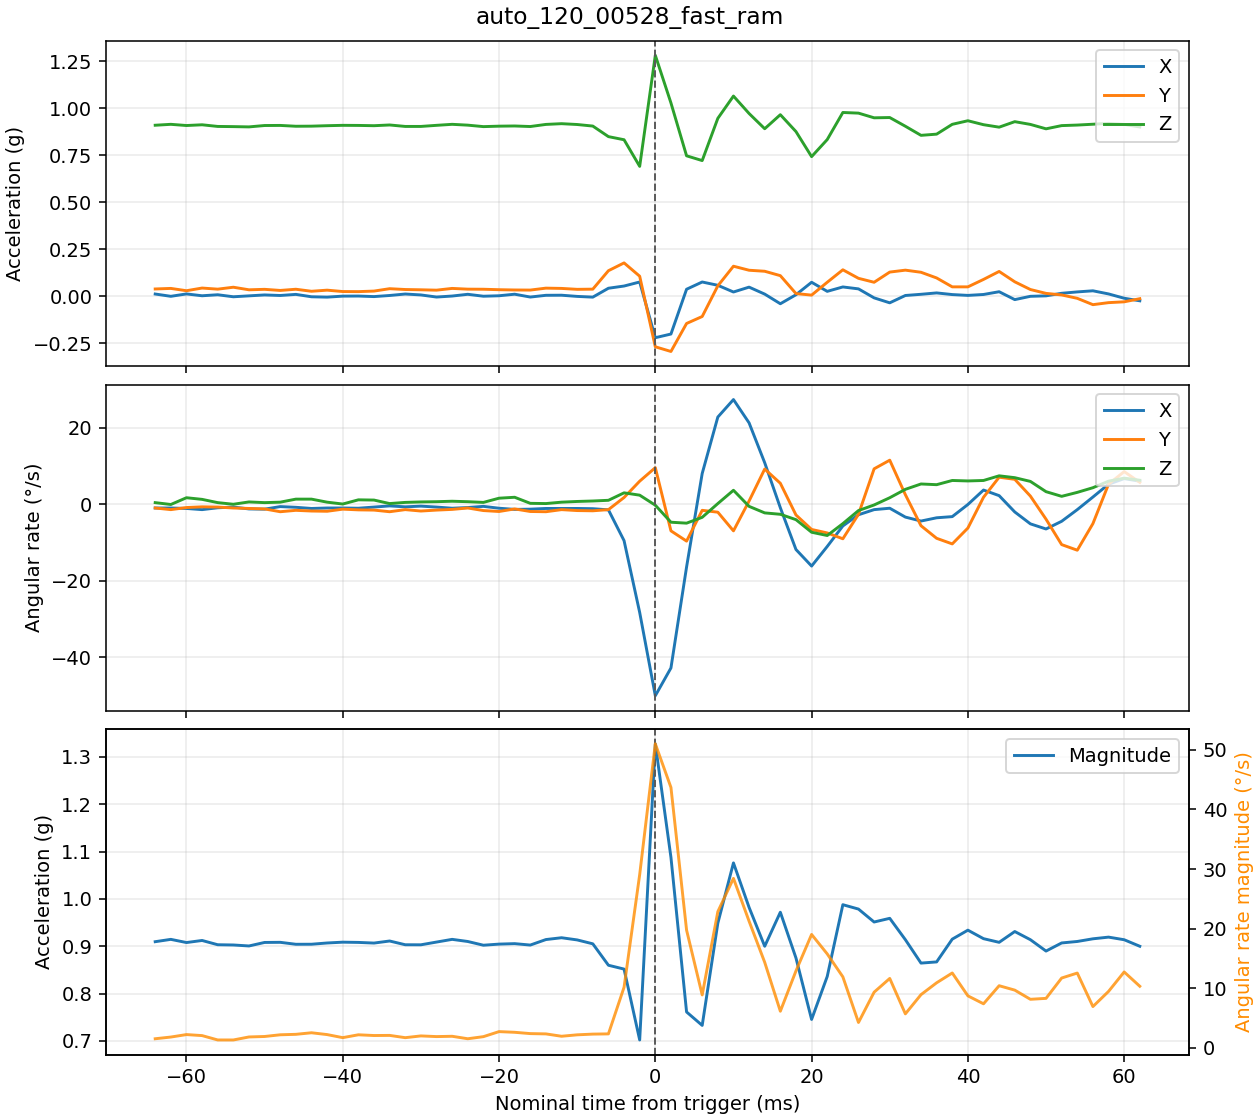 auto_120_00528_fast_ram
Acceleration (g)
1.25
1.00
0.75
0.50
0.25
0.00
−0.25
X
Y
Z
Angular rate (°/s)
20
0
−20
−40
X
Y
Z
Acceleration (g)
1.3
1.2
1.1
1.0
0.9
0.8
0.7
Magnitude
50
40
30
20
10
0
Angular rate magnitude (°/s)
−60 −40 −20 0 20 40 60
Nominal time from trigger (ms)